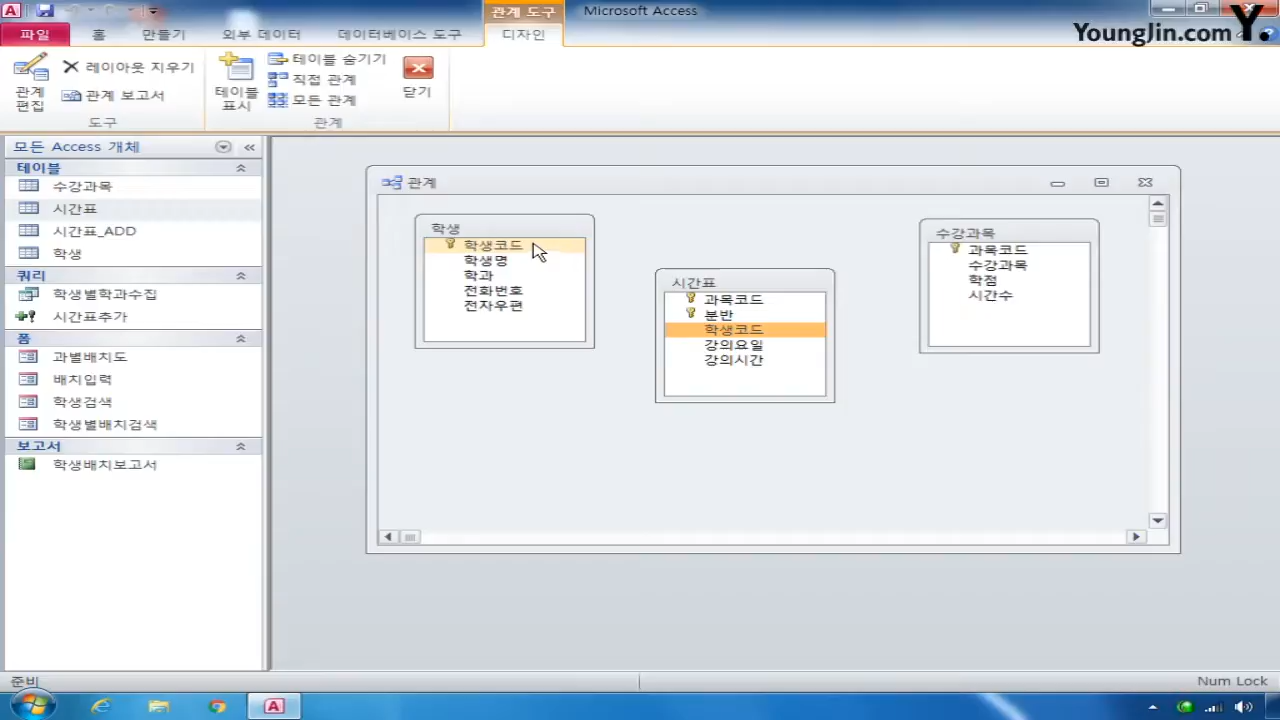 관계 도구
Microsoft Access
YoungJin.com
Y.
파일
홈
만들기
외부 데이터
데이터베이스 도구
디자인
관계
편집
레이아웃 지우기
관계 보고서
도구
테이블
표시
테이블 숨기기
직접 관계
모든 관계
관계
닫기
모든 Access 개체
테이블
수강과목
시간표
시간표_ADD
학생
쿼리
학생별학과수집
시간표추가
폼
과별배치도
배치입력
학생검색
학생별배치검색
보고서
학생배치보고서
관계
학생
학생코드
학생명
학과
전화번호
전자우편
시간표
과목코드
분반
학생코드
강의요일
강의시간
수강과목
과목코드
수강과목
학점
시간수
준비
Num Lock